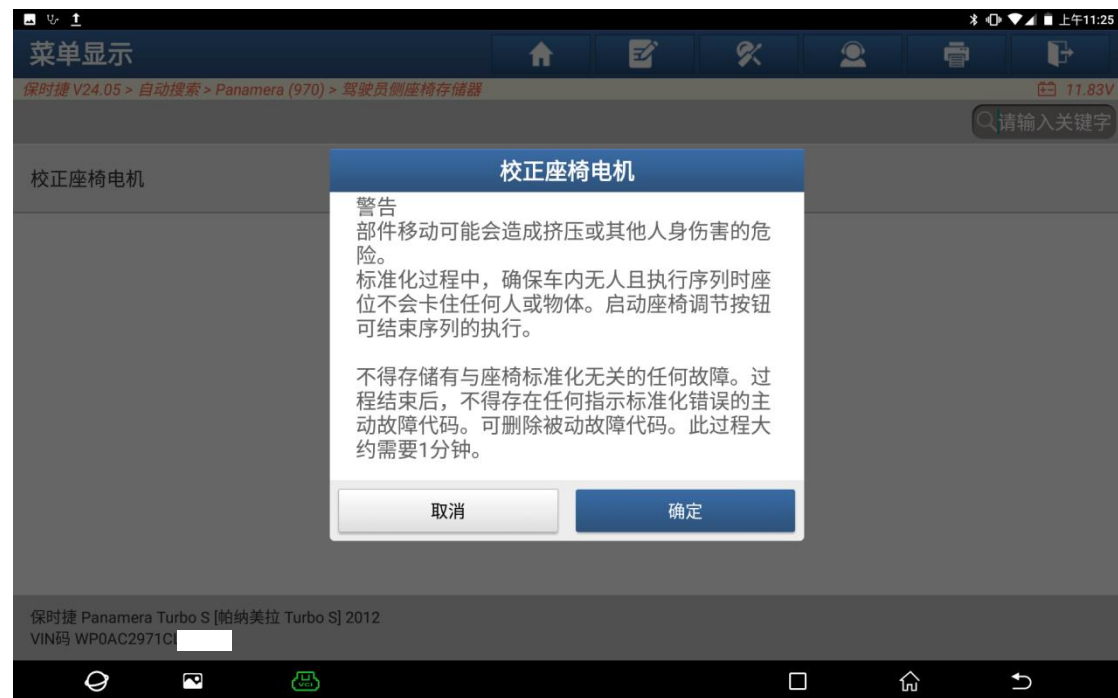 上午11:25
菜单显示
保时捷 V24.05 > 自动搜索 > Panamera (970) > 驾驶员侧座椅存储器
11.83V
请输入关键字
校正座椅电机
校正座椅电机
警告
部件移动可能会造成挤压或其他人身伤害的危
险。
标准化过程中，确保车内无人且执行序列时座
位不会卡住任何人或物体。启动座椅调节按钮
可结束序列的执行。
不得存储有与座椅标准化无关的任何故障。过
程结束后，不得存在任何指示标准化错误的主
动故障代码。可删除被动故障代码。此过程大
约需要1分钟。
取消
确定
保时捷 Panamera Turbo S [帕纳美拉 Turbo S] 2012
VIN码 WP0AC2971C
VCI